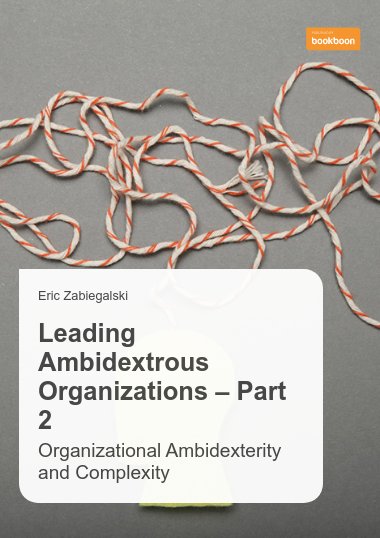 bookboon
Eric Zabiegalski
Leading
Ambidextrous
Organizations – Part
2
Organizational Ambidexterity
and Complexity